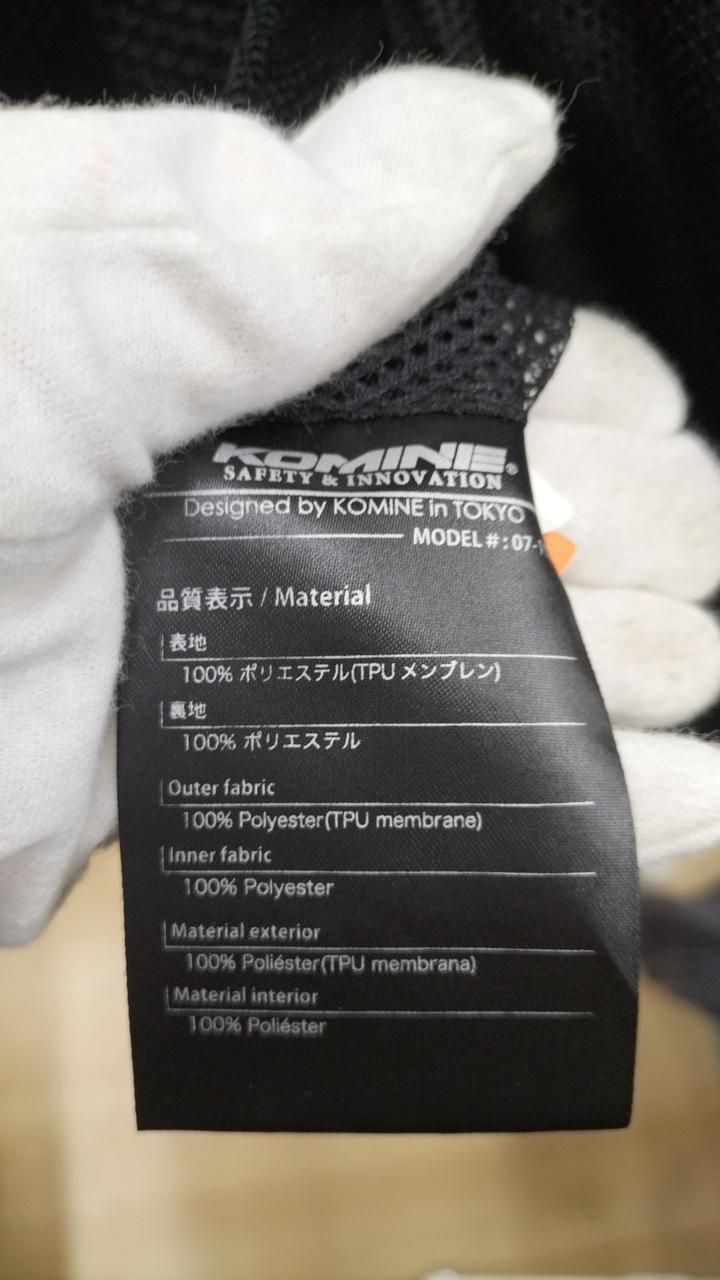 KOMINE®
SAFETY & INNOVATION
Designed by KOMINE in TOKYO
MODEL # : 07-
品質表示 / Material
表地
100% ポリエステル(TPU メンブレン)
裏地
100% ポリエステル
Outer fabric
100% Polyester(TPU membrane)
Inner fabric
100% Polyester
Material exterior
100% Poliéster(TPU membrana)
Material interior
100% Poliéster